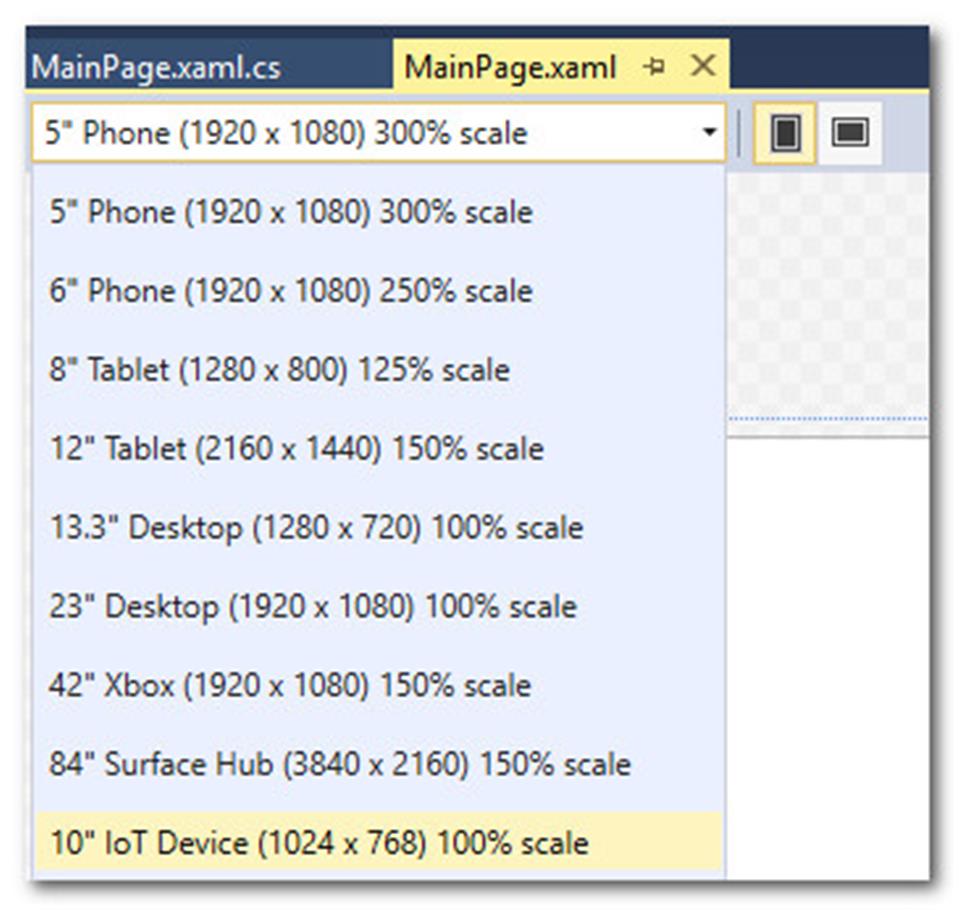 MainPage.xaml.cs MainPage.xaml
5" Phone (1920 x 1080) 300% scale
5" Phone (1920 x 1080) 300% scale
6" Phone (1920 x 1080) 250% scale
8" Tablet (1280 x 800) 125% scale
12" Tablet (2160 x 1440) 150% scale
13.3" Desktop (1280 x 720) 100% scale
23" Desktop (1920 x 1080) 100% scale
42" Xbox (1920 x 1080) 150% scale
84" Surface Hub (3840 x 2160) 150% scale
10" IoT Device (1024 x 768) 100% scale